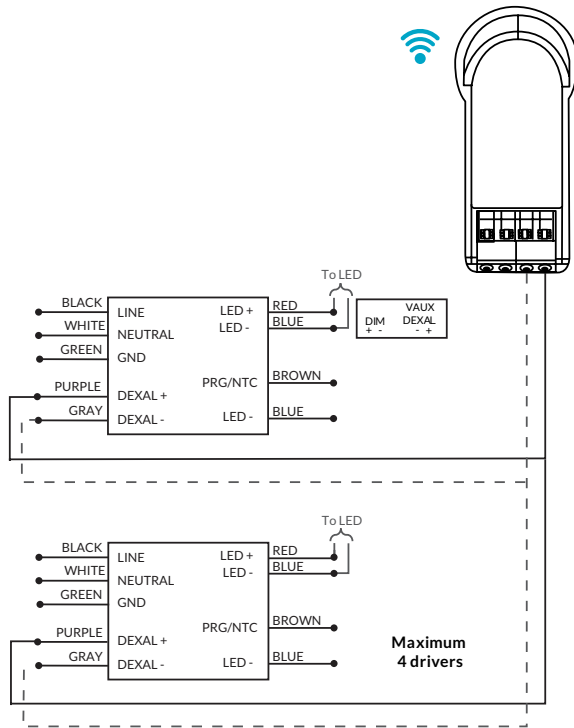 To LED
BLACK
LINE
LED +
RED
WHITE
NEUTRAL
LED -
BLUE
GREEN
GND
PRG/NTC
BROWN
PURPLE
DEXAL +
GRAY
DEXAL -
LED -
BLUE
VAUX
DIM DEXAL
+ - - +
To LED
BLACK
LINE
LED +
RED
WHITE
NEUTRAL
LED -
BLUE
GREEN
GND
PRG/NTC
BROWN
PURPLE
DEXAL +
GRAY
DEXAL -
LED -
BLUE
Maximum
4 drivers